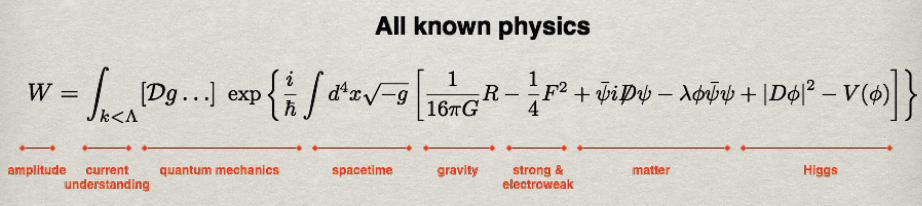 All known physics
W = ∫_{k<Λ} [𝒟g …] exp { i/ħ ∫ d⁴x √−g [ 1/16πG R − 1/4 F² + ψ̄iD̸ψ − λφψ̄ψ + |Dφ|² − V(φ) ] }
amplitude
current
understanding
quantum mechanics
spacetime
gravity
strong &
electroweak
matter
Higgs